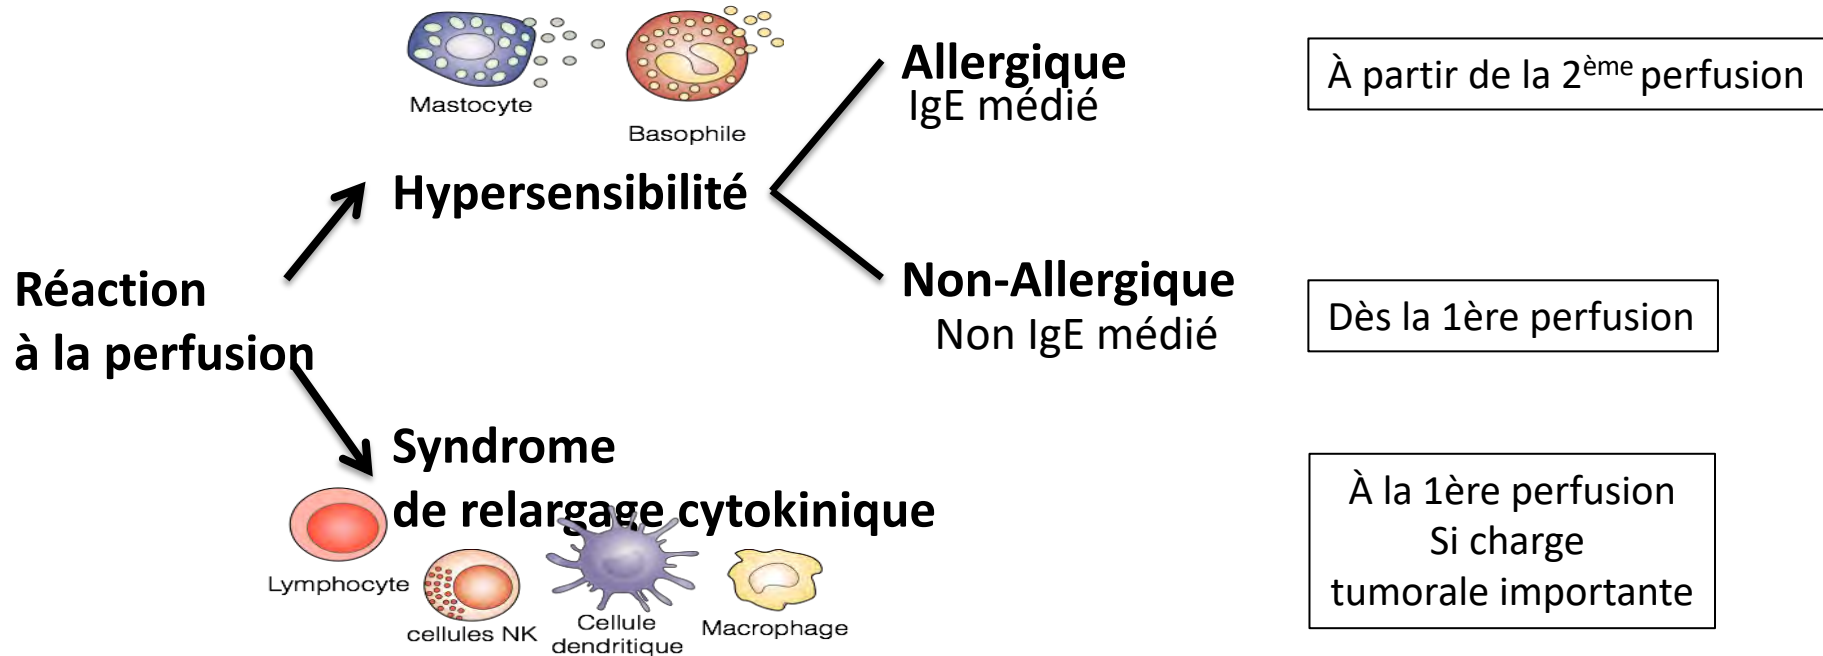 Mastocyte
Basophile
Allergique
IgE médié
À partir de la 2ème perfusion
Hypersensibilité
Non-Allergique
Non IgE médié
Dès la 1ère perfusion
Réaction
à la perfusion
Syndrome
de relargage cytokinique
À la 1ère perfusion
Si charge
tumorale importante
Lymphocyte
cellules NK
Cellule
dendritique
Macrophage